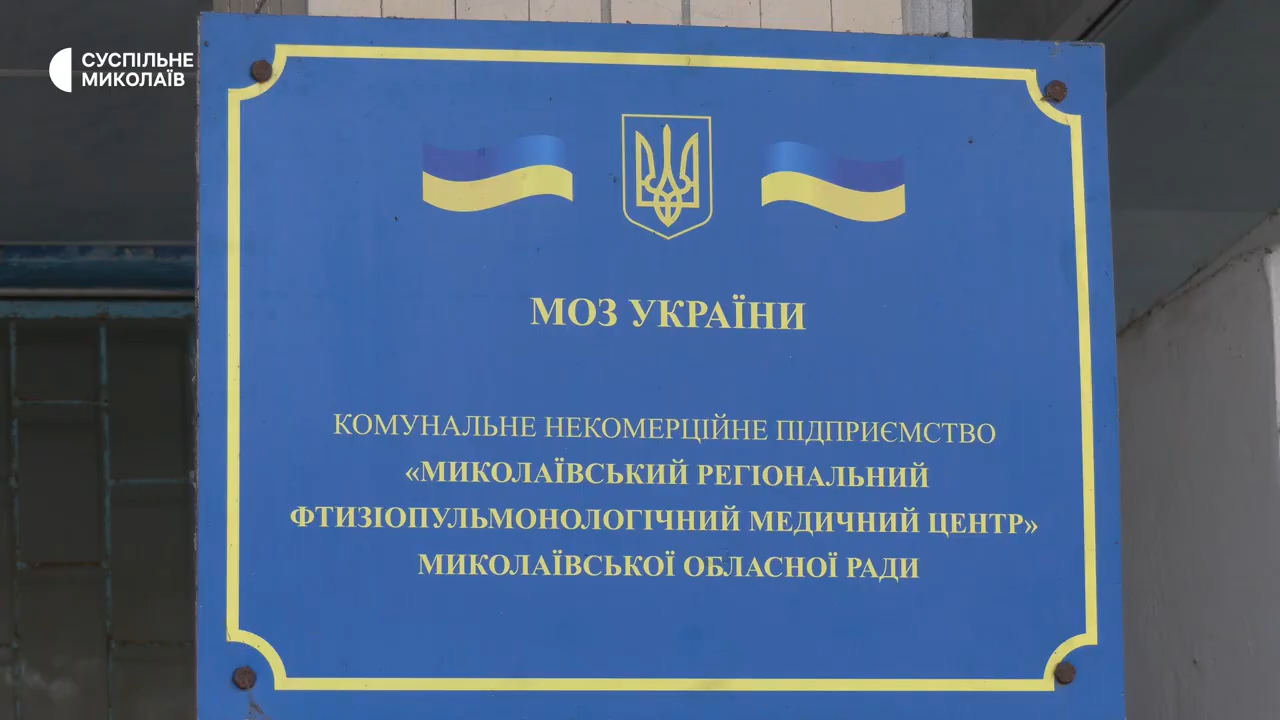 СУСПІЛЬНЕ
МИКОЛАЇВ
МОЗ УКРАЇНИ
КОМУНАЛЬНЕ НЕКОМЕРЦІЙНЕ ПІДПРИЄМСТВО
«МИКОЛАЇВСЬКИЙ РЕГІОНАЛЬНИЙ
ФТИЗІОПУЛЬМОНОЛОГІЧНИЙ МЕДИЧНИЙ ЦЕНТР»
МИКОЛАЇВСЬКОЇ ОБЛАСНОЇ РАДИ